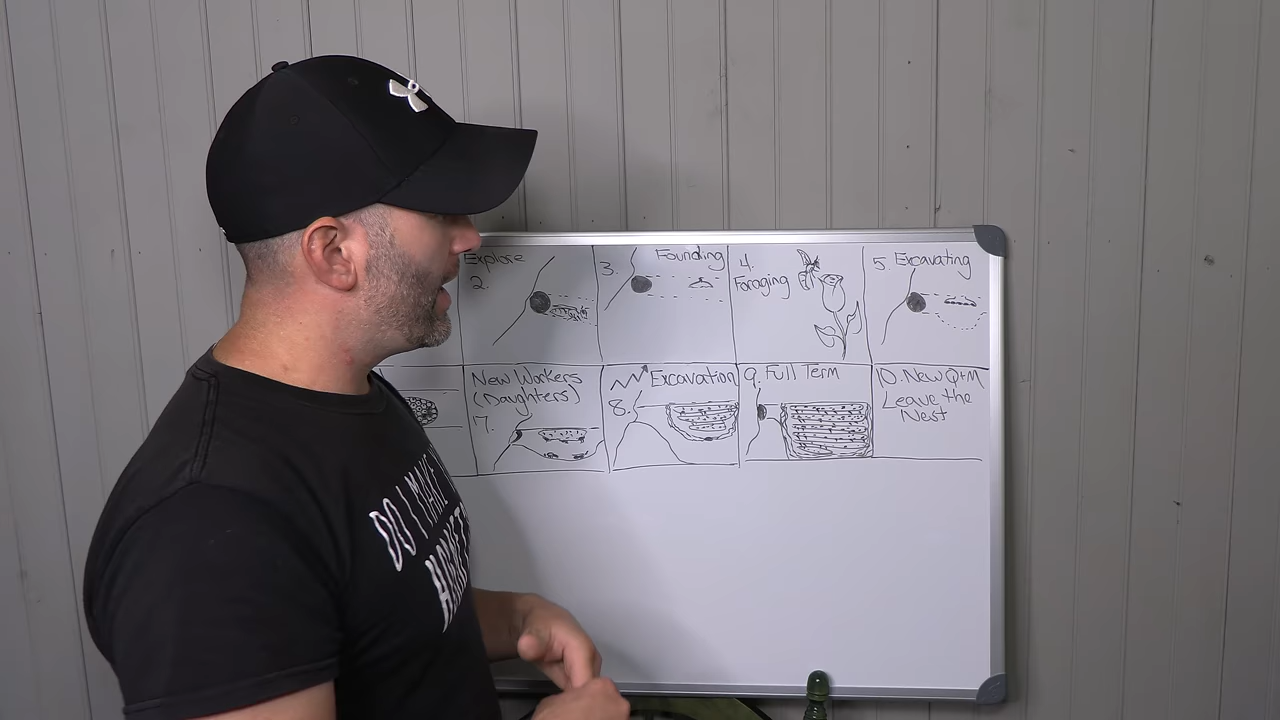 Explore
2.
3. Founding
4.
Foraging
5. Excavating
New Workers
(Daughters)
7.
Excavation
8.
9. Full Term
10. New Q+M
Leave the
Nest
DO I MAKE